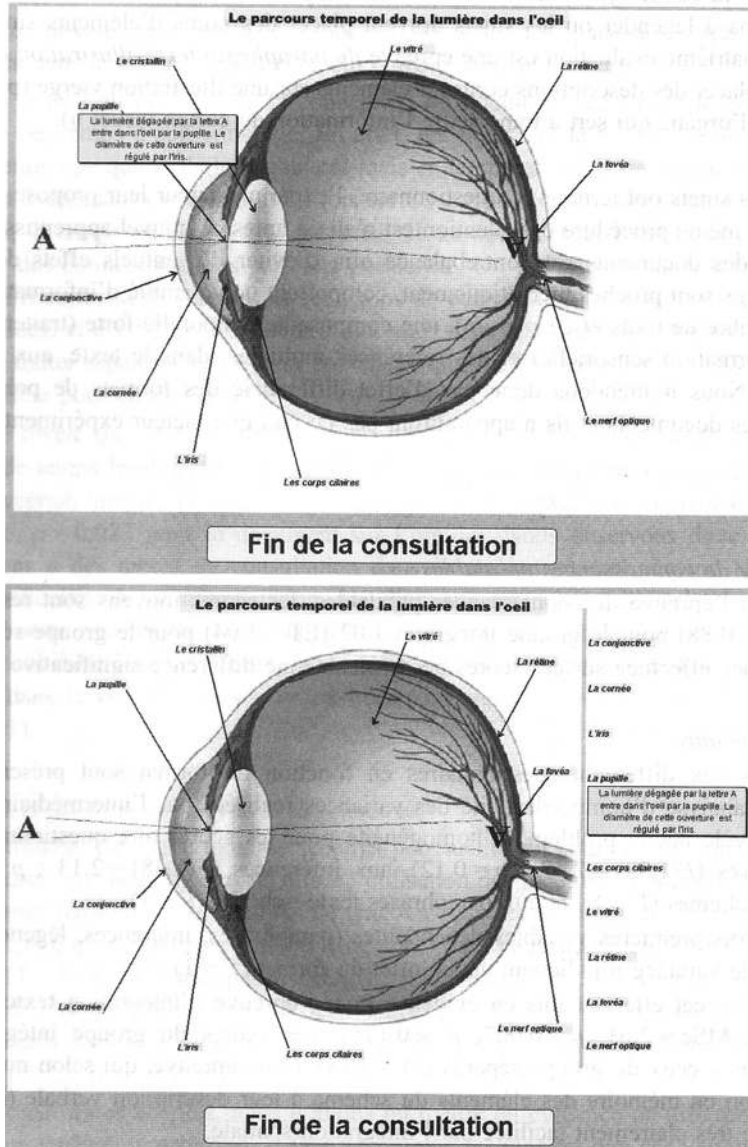 Le parcours temporel de la lumière dans l'oeil
Le cristallin
Le vitré
La rétine
La pupille
La lumière dégagée par la lettre A
entre dans l'oeil par la pupille. Le
diamètre de cette ouverture est
régulé par l'iris.
La fovéa
A
La conjonctive
La cornée
L'iris
Les corps cilaires
Le nerf optique
Fin de la consultation
Le parcours temporel de la lumière dans l'oeil
Le cristallin
Le vitré
La rétine
La pupille
La fovéa
A
La conjonctive
La cornée
L'iris
Les corps cilaires
Le nerf optique
La conjonctive
La cornée
L'iris
La pupille
La lumière dégagée par la lettre A
entre dans l'oeil par la pupille. Le
diamètre de cette ouverture est
régulé par l'iris.
Les corps cilaires
Le vitré
La rétine
La fovéa
Le nerf optique
Fin de la consultation